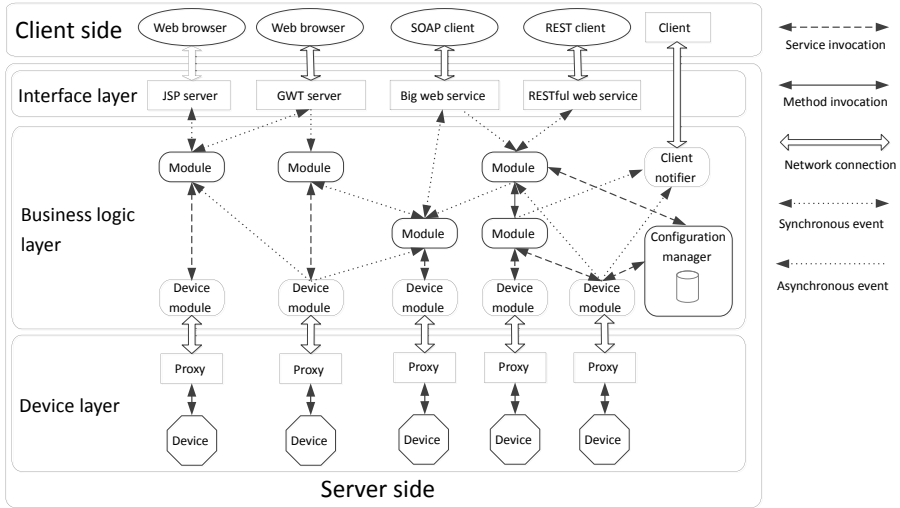 Client side
Web browser
Web browser
SOAP client
REST client
Client
Interface layer
JSP server
GWT server
Big web service
RESTful web service
Business logic
layer
Module
Module
Module
Client
notifier
Module
Module
Configuration
manager
Device
module
Device
module
Device
module
Device
module
Device
module
Device layer
Proxy
Proxy
Proxy
Proxy
Proxy
Device
Device
Device
Device
Device
Server side
Service invocation
Method invocation
Network connection
Synchronous event
Asynchronous event